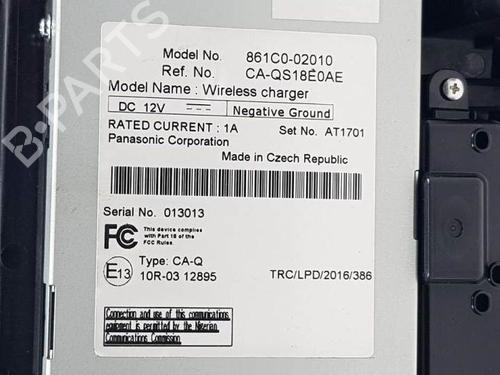 Model No. 861C0-02010
Ref. No. CA-QS18E0AE
Model Name : Wireless charger
DC 12V Negative Ground
RATED CURRENT : 1A Set No. AT1701
Panasonic Corporation
Made in Czech Republic
Serial No. 013013
FC This device complies
with Part 15 of the
FCC Rules.
E13 Type: CA-Q
10R-03 12895 TRC/LPD/2016/386
Connection and use of this communications
equipment is permitted by the Nigerian
Communications Commission
B-Parts